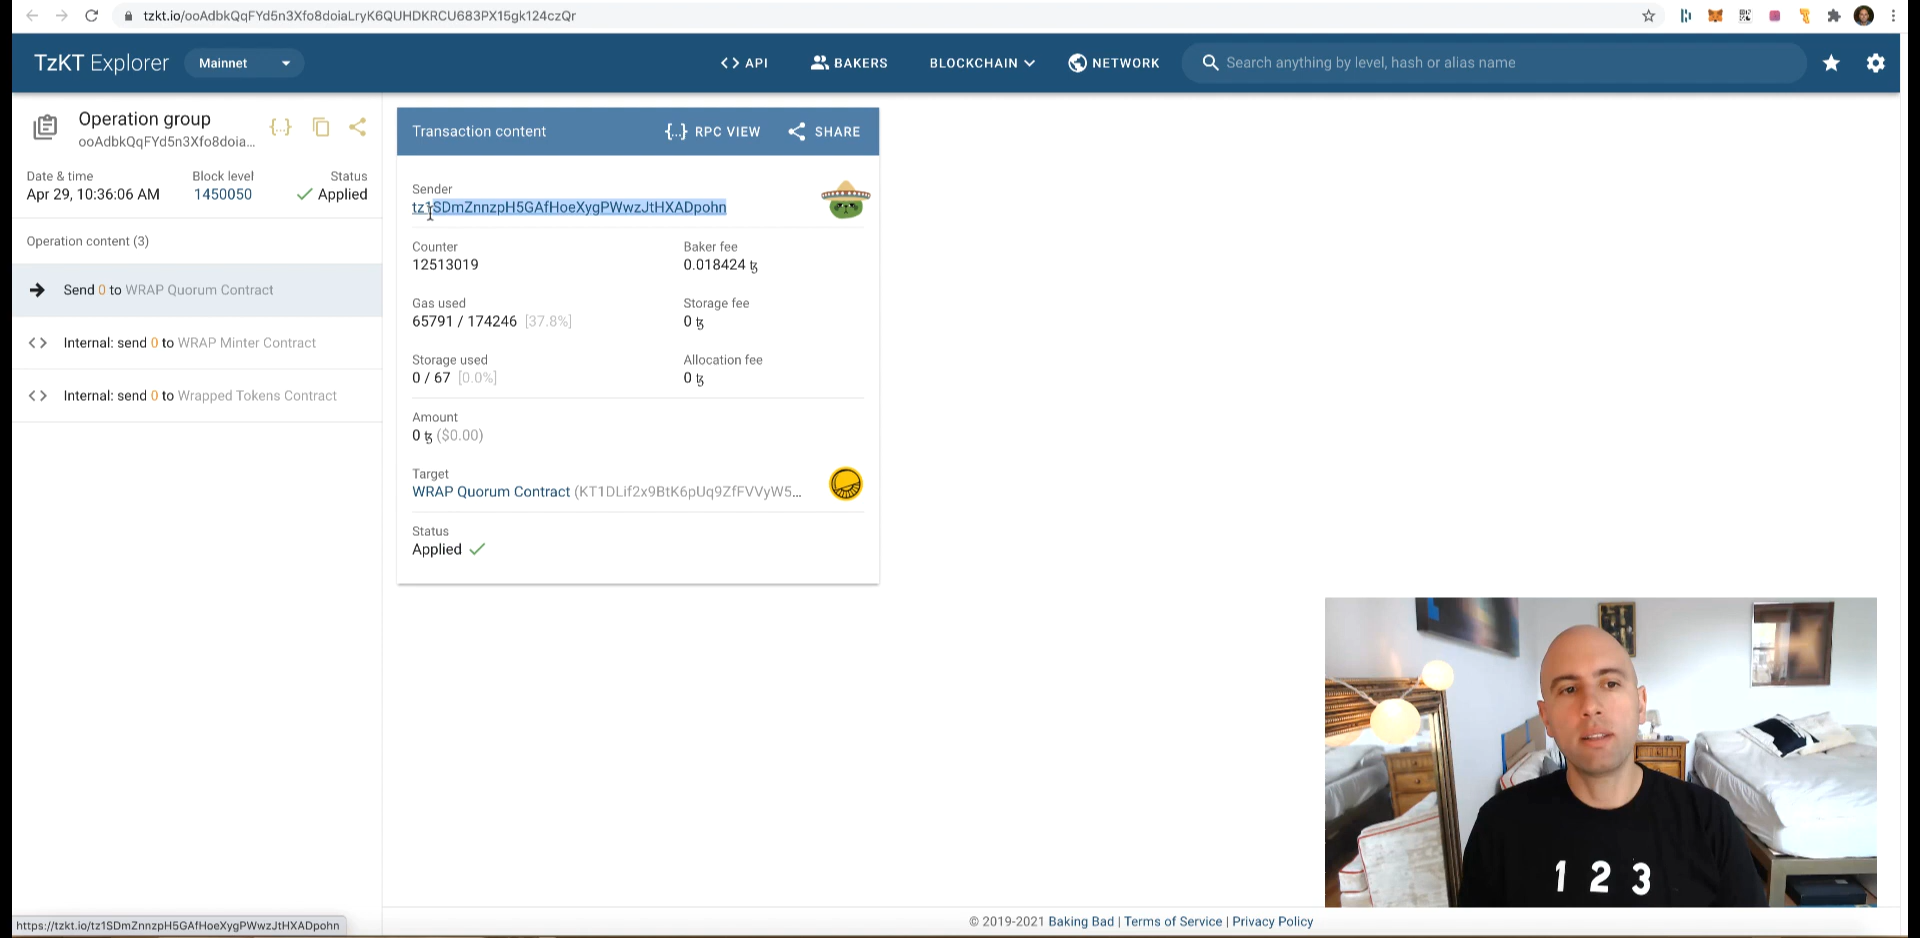 tzkt.io/ooAdbkQqFYd5n3Xfo8doiaLryK6QUHDKRCU683PX15gk124czQr
TzKT Explorer
Mainnet
<> API
BAKERS
BLOCKCHAIN
NETWORK
Search anything by level, hash or alias name
Operation group
{...}
ooAdbkQqFYd5n3Xfo8doia...
Date & time
Block level
Status
Apr 29, 10:36:06 AM
1450050
Applied
Operation content (3)
Send 0 to WRAP Quorum Contract
<> Internal: send 0 to WRAP Minter Contract
<> Internal: send 0 to Wrapped Tokens Contract
Transaction content
{...} RPC VIEW
SHARE
Sender
tz1SDmZnnzpH5GAfHoeXygPWwzJtHXADpohn
Counter
Baker fee
12513019
0.018424 ꜩ
Gas used
Storage fee
65791 / 174246 [37.8%]
0 ꜩ
Storage used
Allocation fee
0 / 67 [0.0%]
0 ꜩ
Amount
0 ꜩ ($0.00)
Target
WRAP Quorum Contract (KT1DLif2x9BtK6pUq9ZfFVVyW5...
Status
Applied
1 2 3
https://tzkt.io/tz1SDmZnnzpH5GAfHoeXygPWwzJtHXADpohn
© 2019-2021 Baking Bad | Terms of Service | Privacy Policy